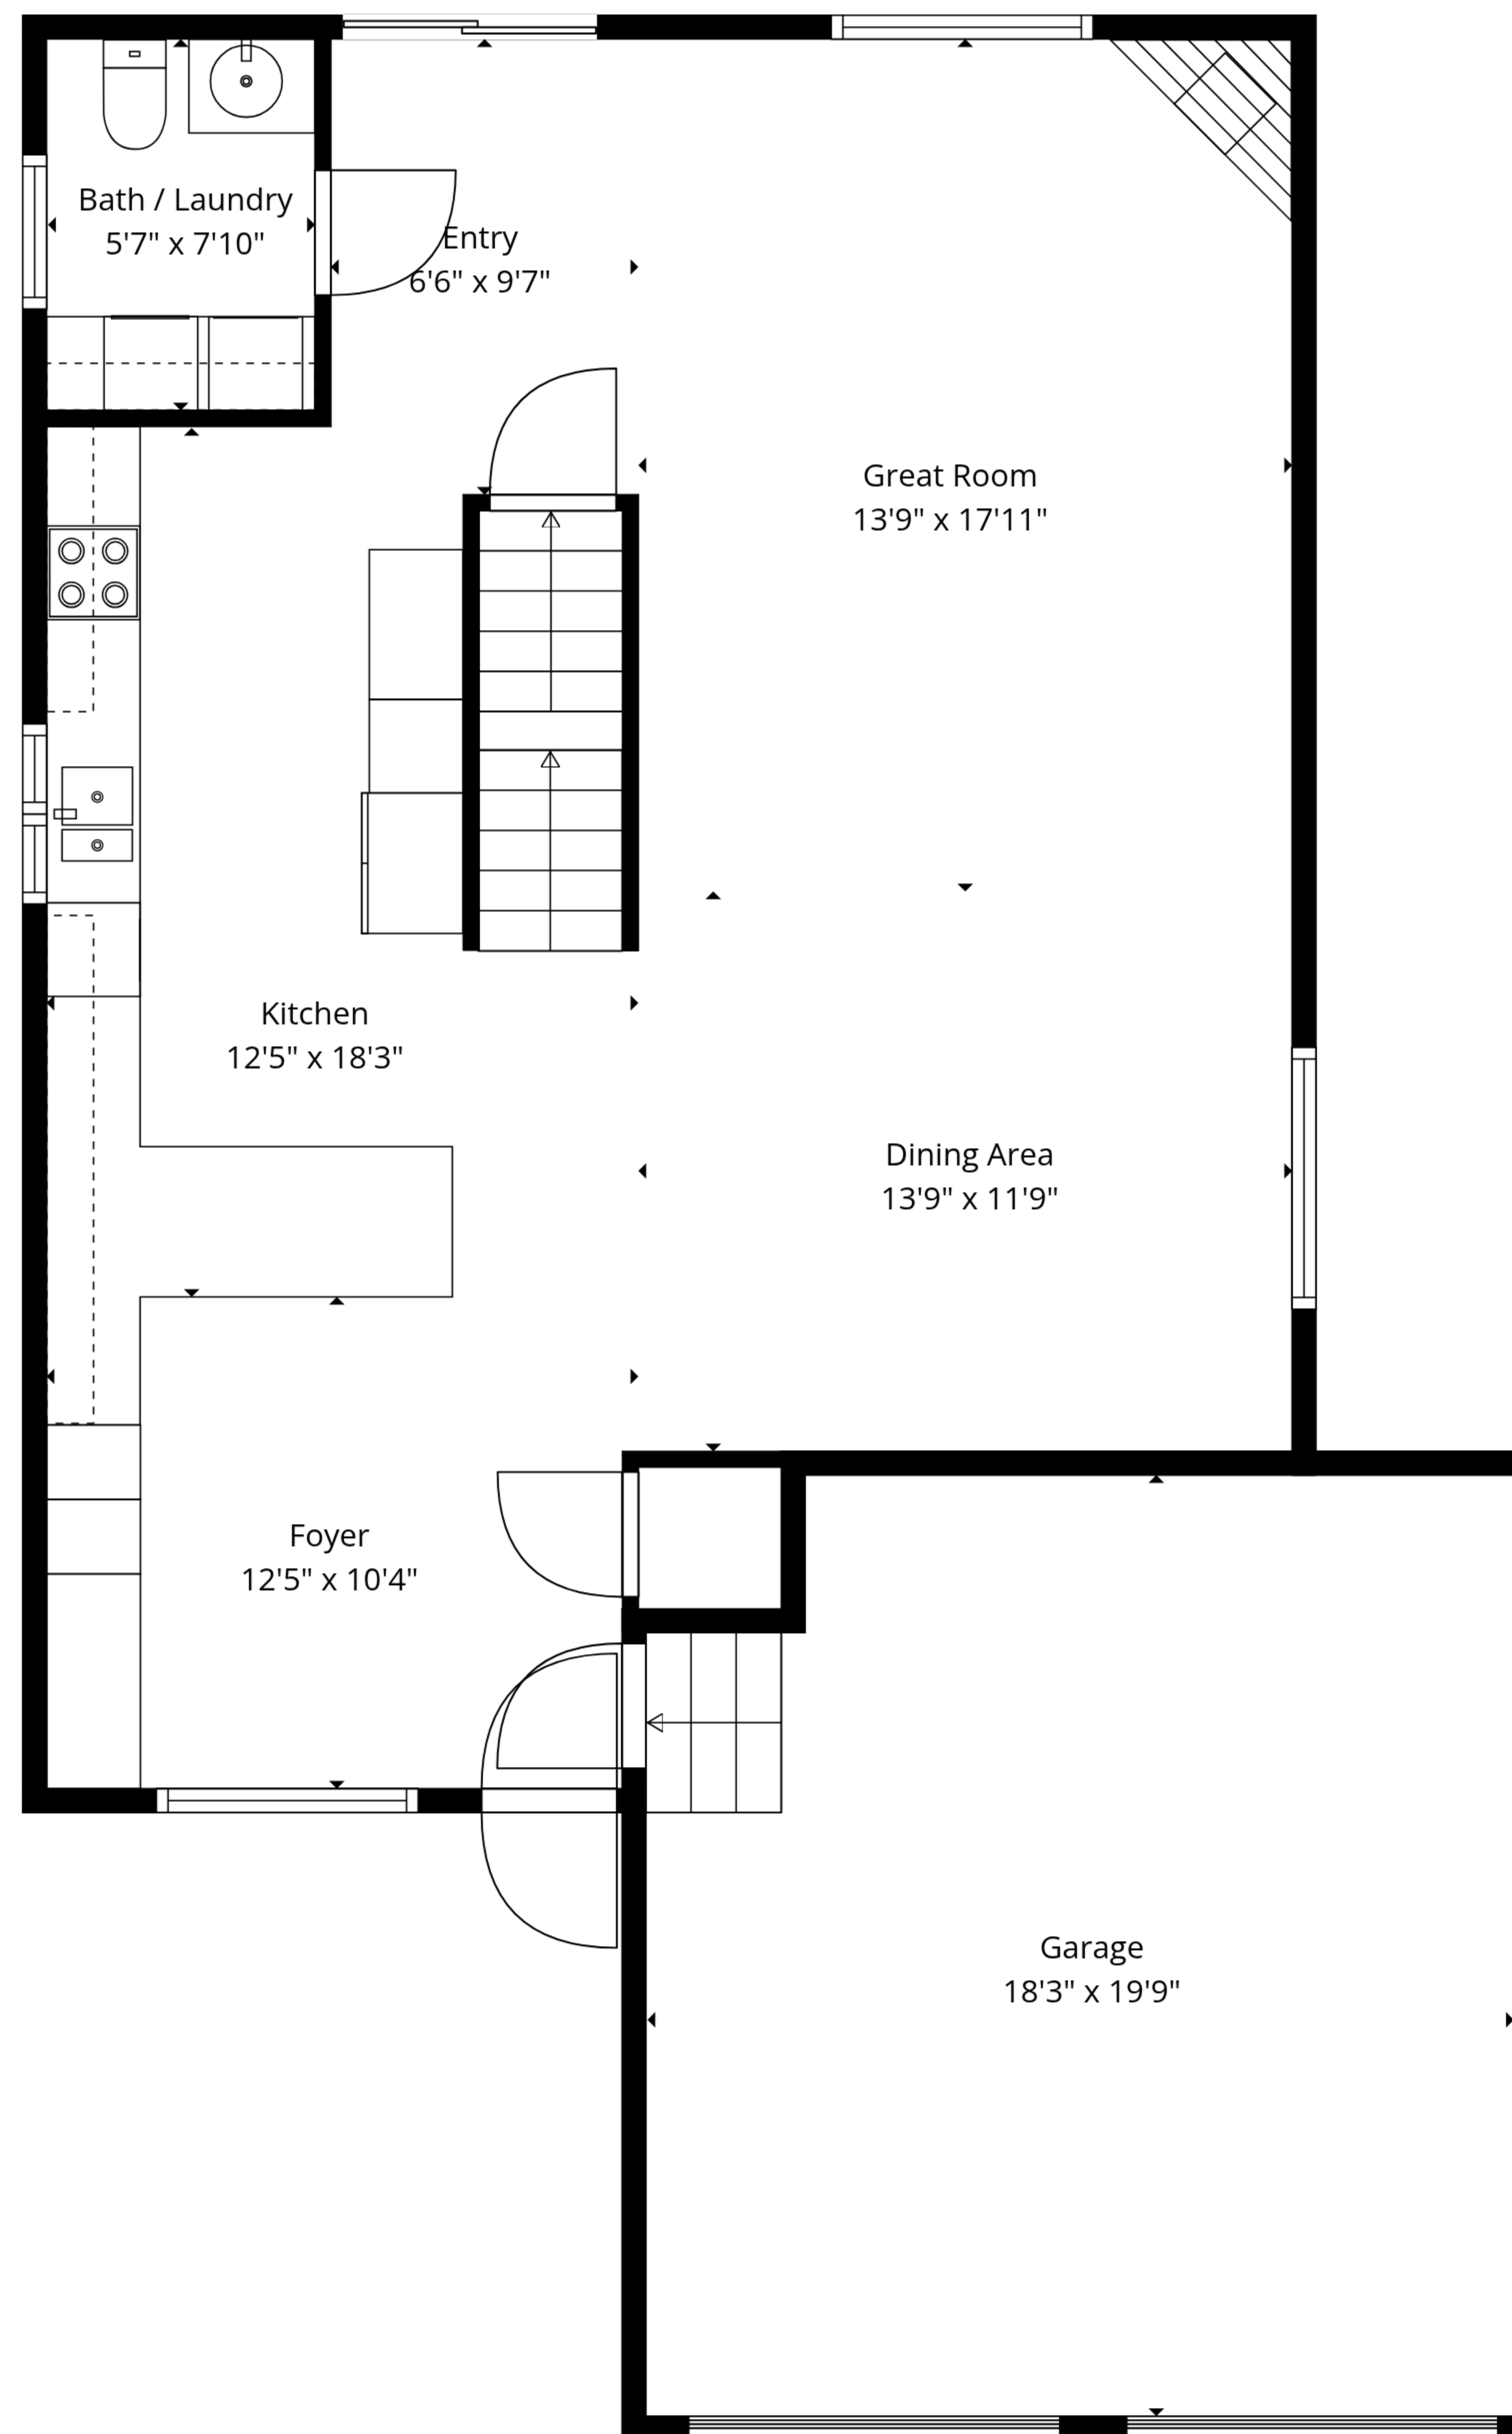 Bath / Laundry
5'7" x 7'10"
Entry
6'6" x 9'7"
Great Room
13'9" x 17'11"
Kitchen
12'5" x 18'3"
Dining Area
13'9" x 11'9"
Foyer
12'5" x 10'4"
Garage
18'3" x 19'9"